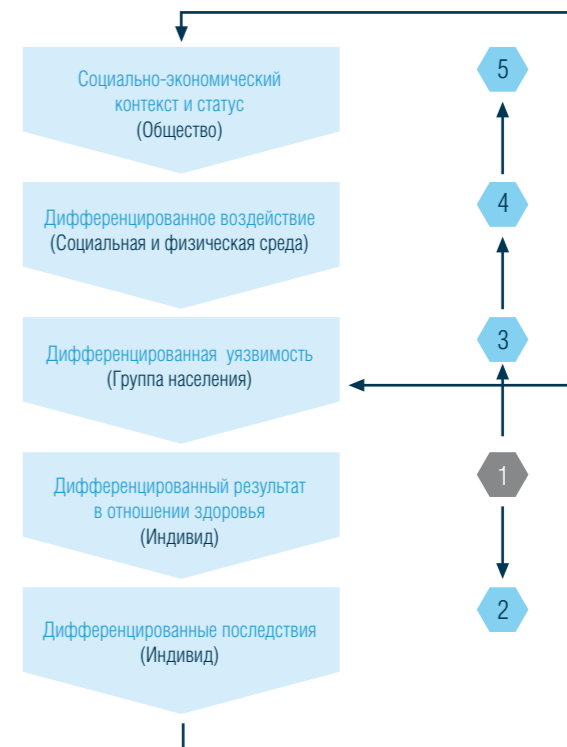 Социально-экономический
контекст и статус
(Общество)
5
Дифференцированное воздействие
(Социальная и физическая среда)
4
Дифференцированная уязвимость
(Группа населения)
3
Дифференцированный результат
в отношении здоровья
(Индивид)
1
Дифференцированные последствия
(Индивид)
2